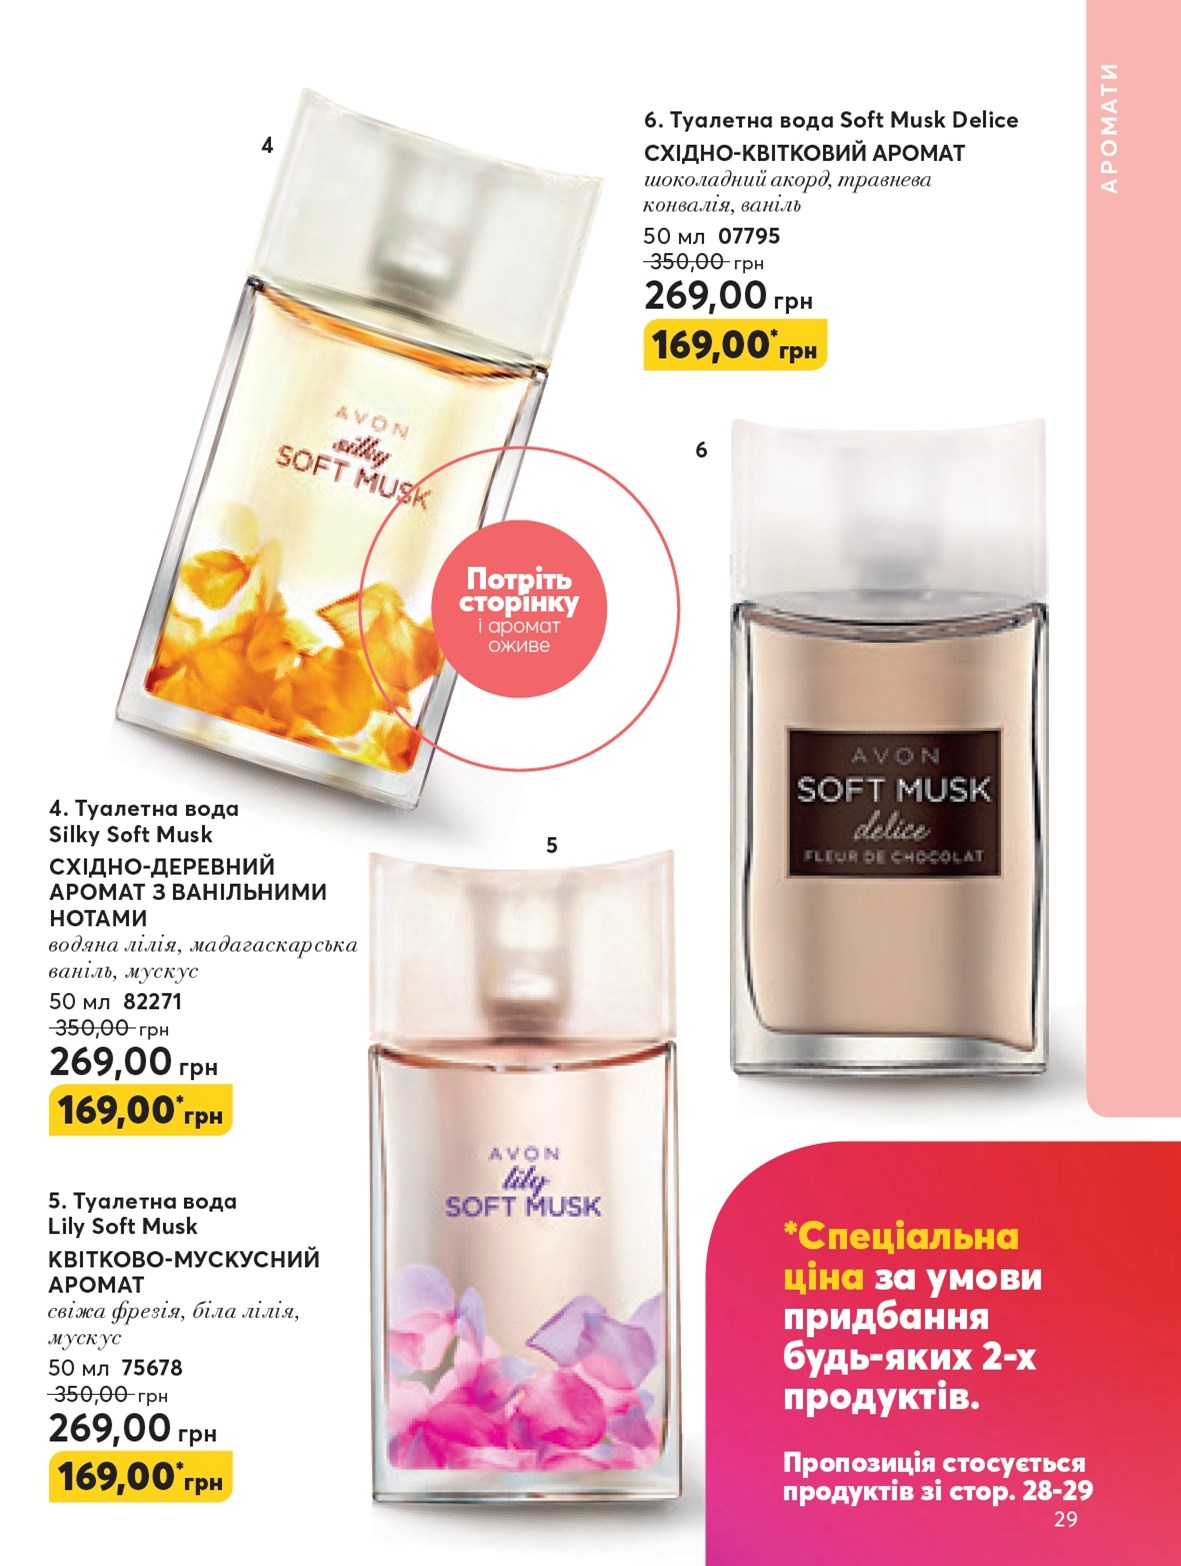 АРОМАТИ
4
6. Туалетна вода Soft Musk Delice
СХІДНО-КВІТКОВИЙ АРОМАТ
шоколадний акорд, травнева
конвалія, ваніль
50 мл 07795
350,00 грн
269,00 грн
169,00* грн
AVON
silky
SOFT MUSK
Потріть
сторінку
і аромат
оживе
6
AVON
SOFT MUSK
delice
FLEUR DE CHOCOLAT
4. Туалетна вода
Silky Soft Musk
СХІДНО-ДЕРЕВНИЙ
АРОМАТ З ВАНІЛЬНИМИ
НОТАМИ
водяна лілія, мадагаскарська
ваніль, мускус
50 мл 82271
350,00 грн
269,00 грн
169,00* грн
5
AVON
lily
SOFT MUSK
5. Туалетна вода
Lily Soft Musk
КВІТКОВО-МУСКУСНИЙ
АРОМАТ
свіжа фрезія, біла лілія,
мускус
50 мл 75678
350,00 грн
269,00 грн
169,00* грн
*Спеціальна
ціна за умови
придбання
будь-яких 2-х
продуктів.
Пропозиція стосується
продуктів зі стор. 28-29
29